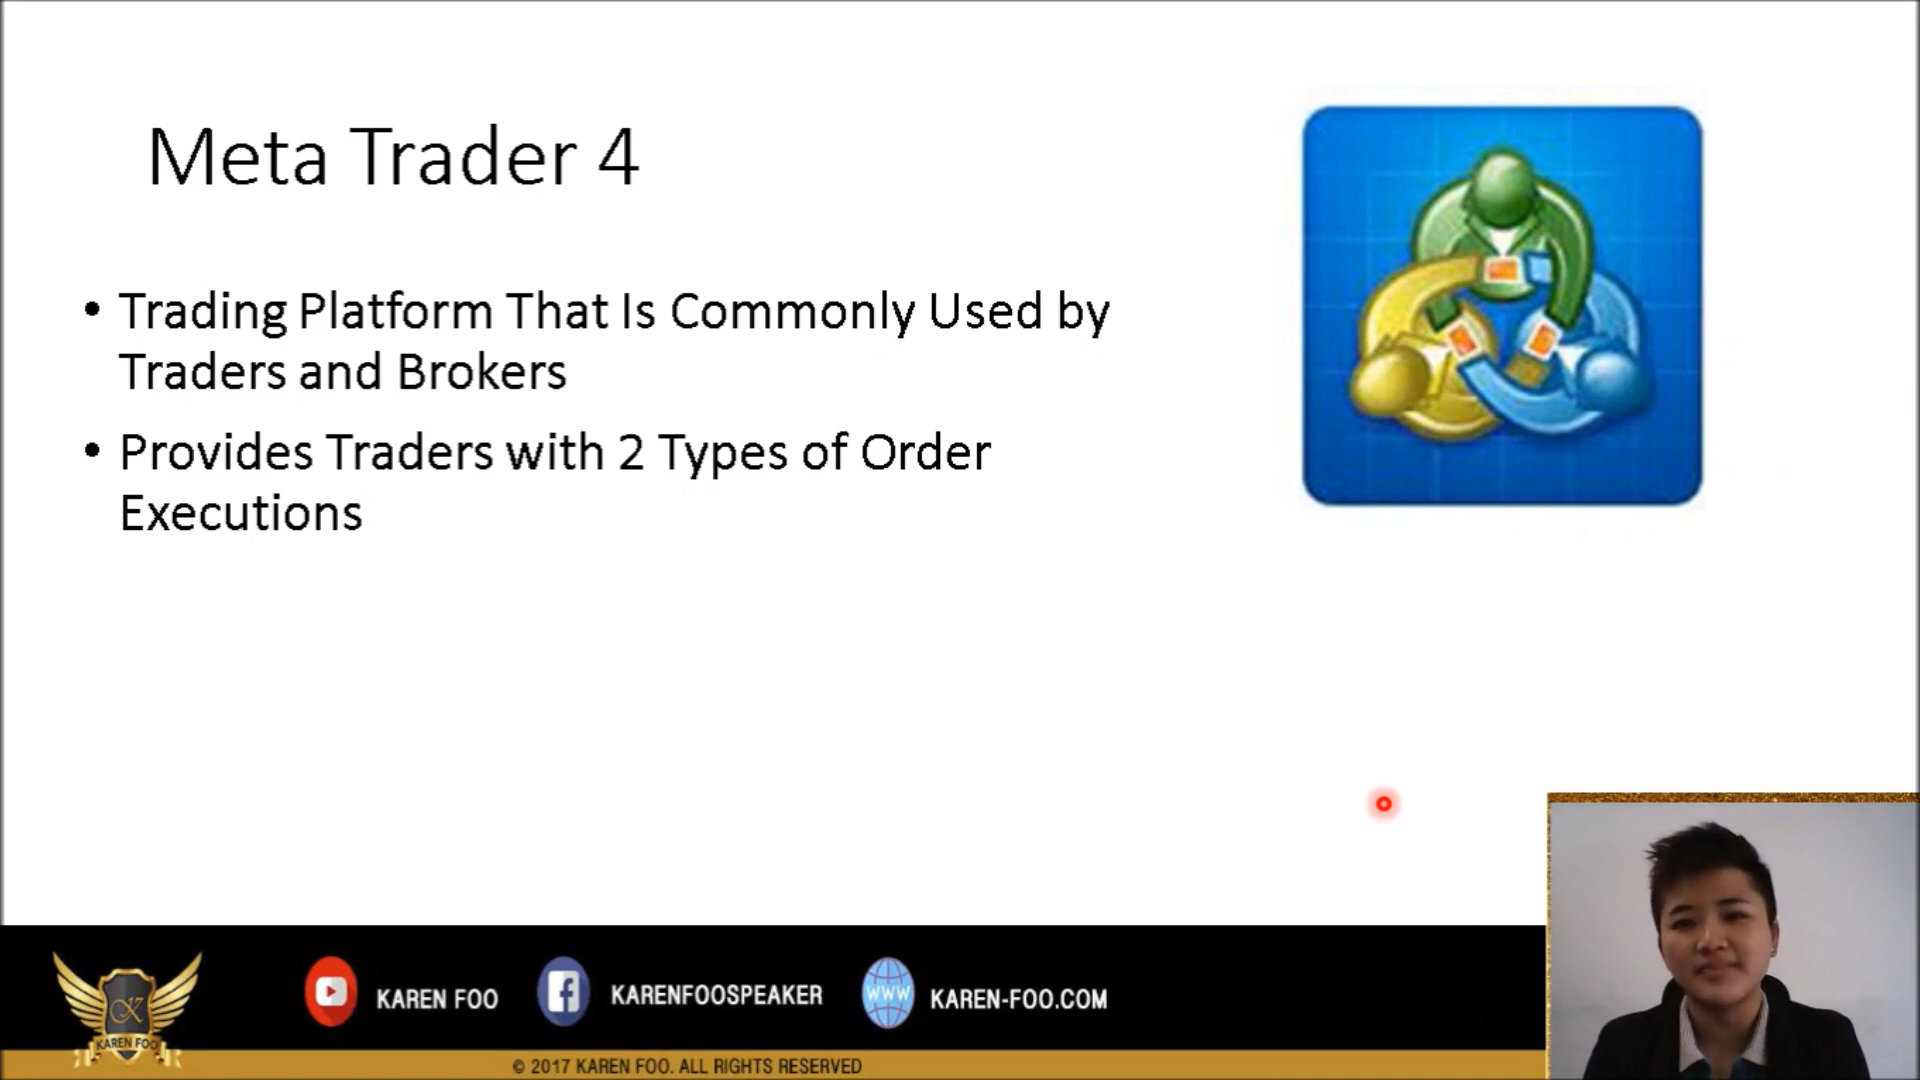 Meta Trader 4
• Trading Platform That Is Commonly Used by
Traders and Brokers
• Provides Traders with 2 Types of Order
Executions
K
KAREN FOO
KAREN FOO
KARENFOOSPEAKER
WWW
KAREN-FOO.COM
© 2017 KAREN FOO. ALL RIGHTS RESERVED